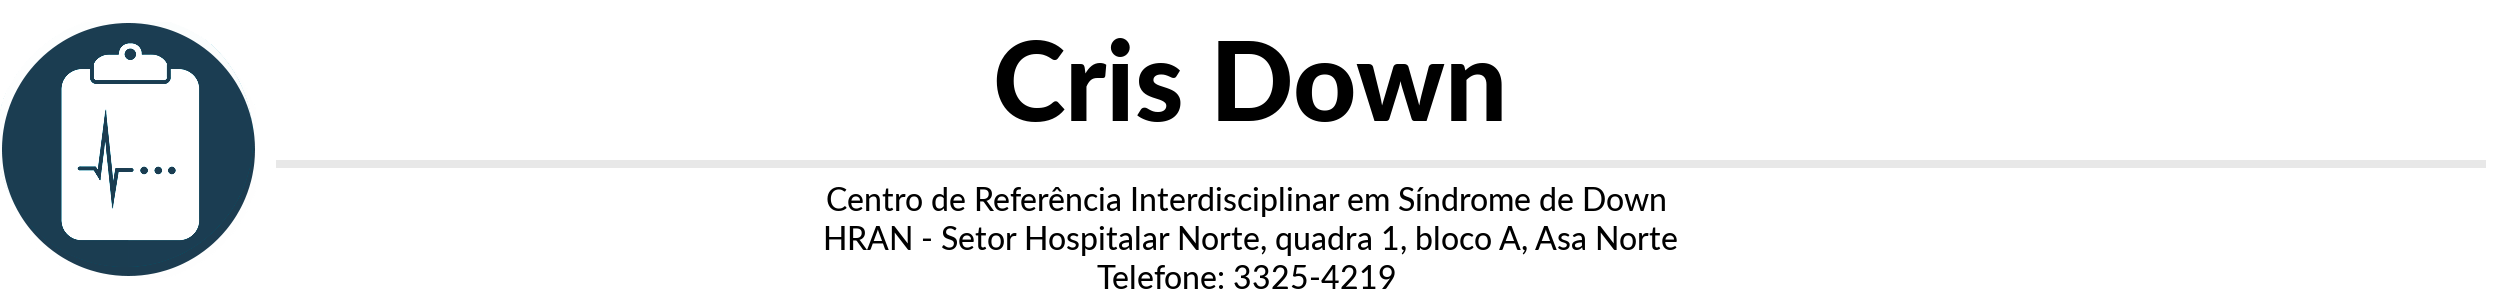 Cris Down
Centro de Referência Interdisciplinar em Síndrome de Down
HRAN - Setor Hospitalar Norte, quadra 1, bloco A, Asa Norte
Telefone: 3325-4219